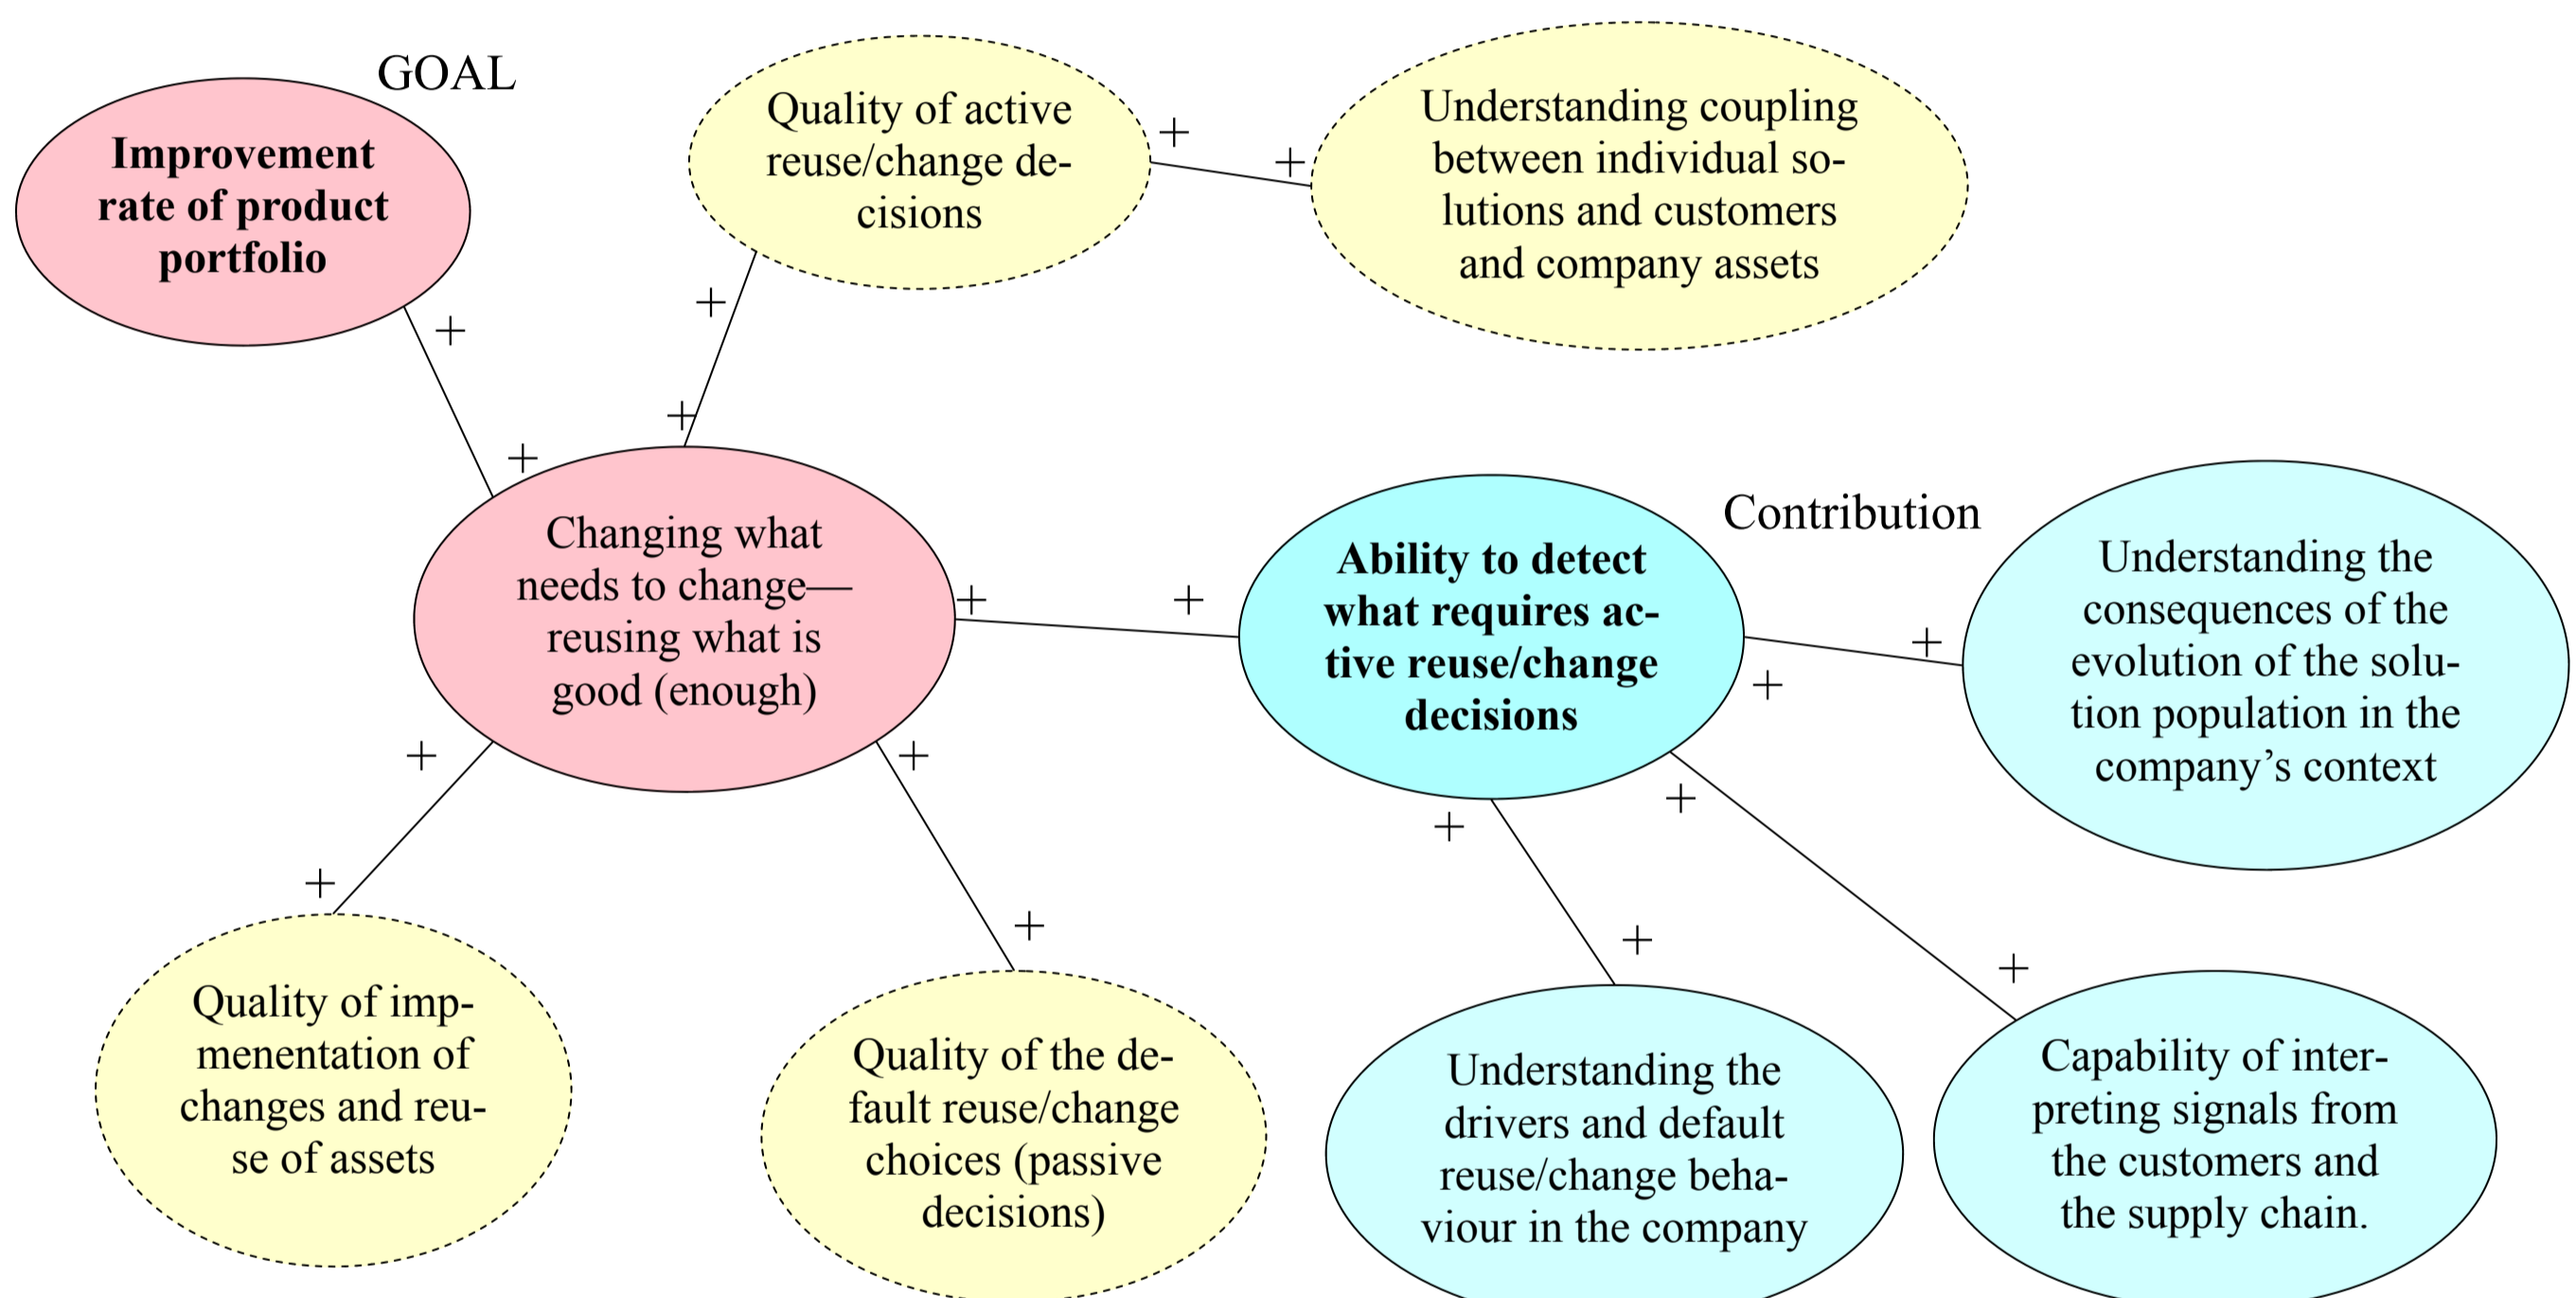 GOAL
Improvement
rate of product
portfolio
+
+
Quality of active
reuse/change de-
cisions
+
+
+
+
Understanding coupling
between individual so-
lutions and customers
and company assets
Changing what
needs to change—
reusing what is
good (enough)
+
+
Ability to detect
what requires ac-
tive reuse/change
decisions
Contribution
+
+
Understanding the
consequences of the
evolution of the solu-
tion population in the
company’s context
+
+
Quality of imp-
menentation of
changes and reu-
se of assets
+
+
Quality of the de-
fault reuse/change
choices (passive
decisions)
+
+
Understanding the
drivers and default
reuse/change beha-
viour in the company
+
+
Capability of inter-
preting signals from
the customers and
the supply chain.